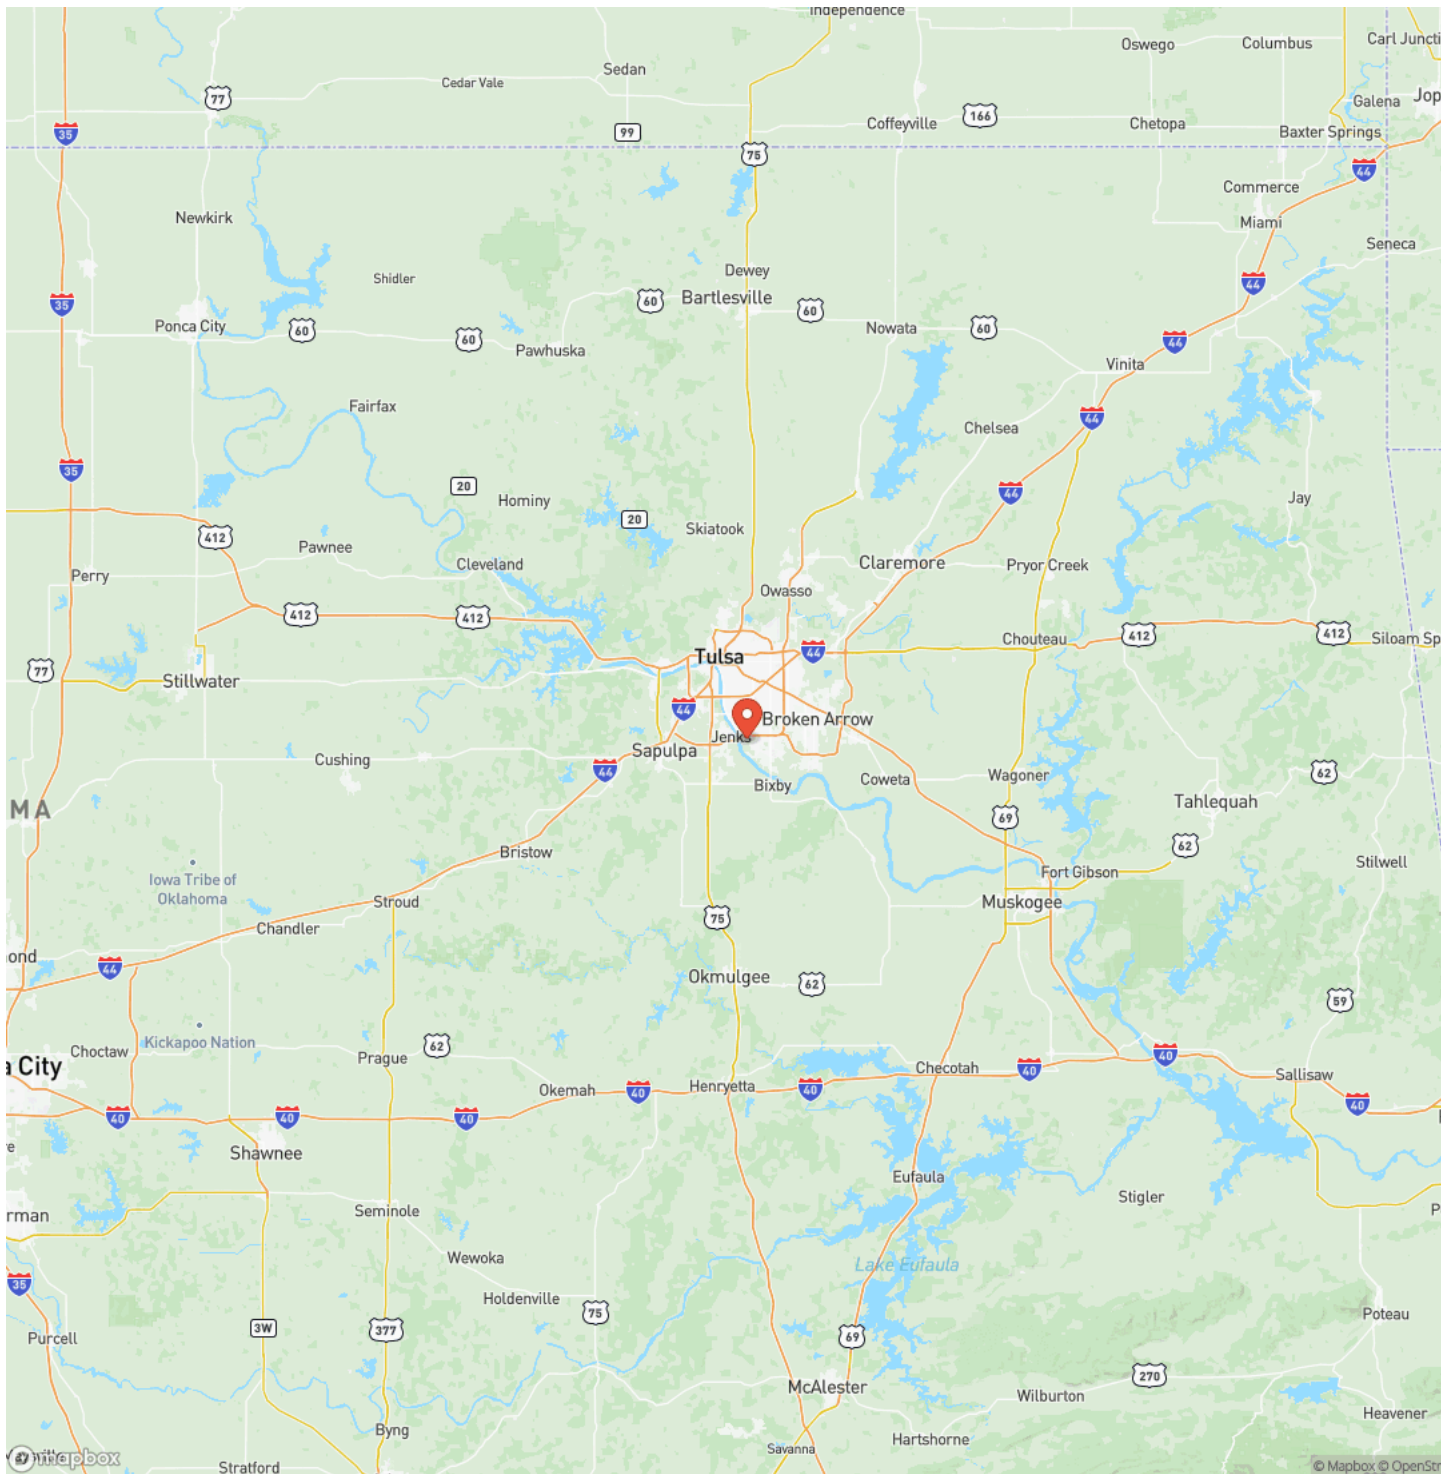 Independence
Oswego
Columbus
Carl Juncti
Sedan
Cedar Vale
77
Galena
Jop
166
Coffeyville
Chetopa
Baxter Springs
35
99
75
44
Commerce
Newkirk
Miami
Seneca
Dewey
Shidler
44
35
60
Bartlesville
60
Ponca City
60
60
Nowata
60
44
Pawhuska
Vinita
Fairfax
44
Chelsea
35
20
44
Hominy
Jay
20
Skiatook
412
Pawnee
Cleveland
Claremore
Pryor Creek
Perry
Owasso
412
412
Chouteau
412
412
Siloam Sp
44
Tulsa
77
Stillwater
44
Broken Arrow
Jenks
Sapulpa
Cushing
44
Bixby
Coweta
Wagoner
62
MA
Tahlequah
69
62
Bristow
Stilwell
Iowa Tribe of
Oklahoma
Fort Gibson
Stroud
Muskogee
75
Chandler
ond
44
Okmulgee
62
59
Kickapoo Nation
62
Choctaw
Prague
40
a City
Checotah
40
Sallisaw
Okemah
40
Henryetta
40
40
40
40
40
Shawnee
Eufaula
Stigler
rman
Seminole
P
Wewoka
Lake Eufaula
35
Holdenville
75
Poteau
3W
377
69
Purcell
270
McAlester
Wilburton
Heavener
Byng
Savanna
Hartshorne
mapbox
Stratford
© Mapbox © OpenStr